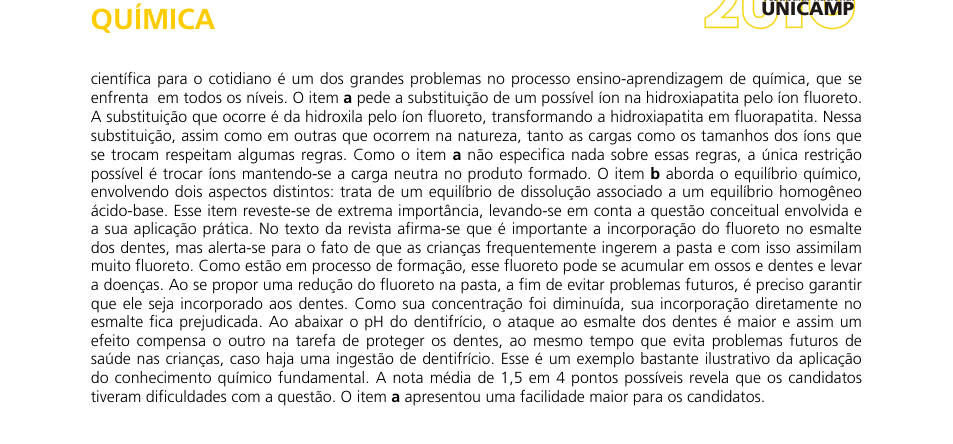 QUÍMICA
UNICAMP
científica para o cotidiano é um dos grandes problemas no processo ensino-aprendizagem de química, que se
enfrenta em todos os níveis. O item a pede a substituição de um possível íon na hidroxiapatita pelo íon fluoreto.
A substituição que ocorre é da hidroxila pelo íon fluoreto, transformando a hidroxiapatita em fluorapatita. Nessa
substituição, assim como em outras que ocorrem na natureza, tanto as cargas como os tamanhos dos íons que
se trocam respeitam algumas regras. Como o item a não especifica nada sobre essas regras, a única restrição
possível é trocar íons mantendo-se a carga neutra no produto formado. O item b aborda o equilíbrio químico,
envolvendo dois aspectos distintos: trata de um equilíbrio de dissolução associado a um equilíbrio homogêneo
ácido-base. Esse item reveste-se de extrema importância, levando-se em conta a questão conceitual envolvida e
a sua aplicação prática. No texto da revista afirma-se que é importante a incorporação do fluoreto no esmalte
dos dentes, mas alerta-se para o fato de que as crianças frequentemente ingerem a pasta e com isso assimilam
muito fluoreto. Como estão em processo de formação, esse fluoreto pode se acumular em ossos e dentes e levar
a doenças. Ao se propor uma redução do fluoreto na pasta, a fim de evitar problemas futuros, é preciso garantir
que ele seja incorporado aos dentes. Como sua concentração foi diminuída, sua incorporação diretamente no
esmalte fica prejudicada. Ao abaixar o pH do dentifrício, o ataque ao esmalte dos dentes é maior e assim um
efeito compensa o outro na tarefa de proteger os dentes, ao mesmo tempo que evita problemas futuros de
saúde nas crianças, caso haja uma ingestão de dentifrício. Esse é um exemplo bastante ilustrativo da aplicação
do conhecimento químico fundamental. A nota média de 1,5 em 4 pontos possíveis revela que os candidatos
tiveram dificuldades com a questão. O item a apresentou uma facilidade maior para os candidatos.